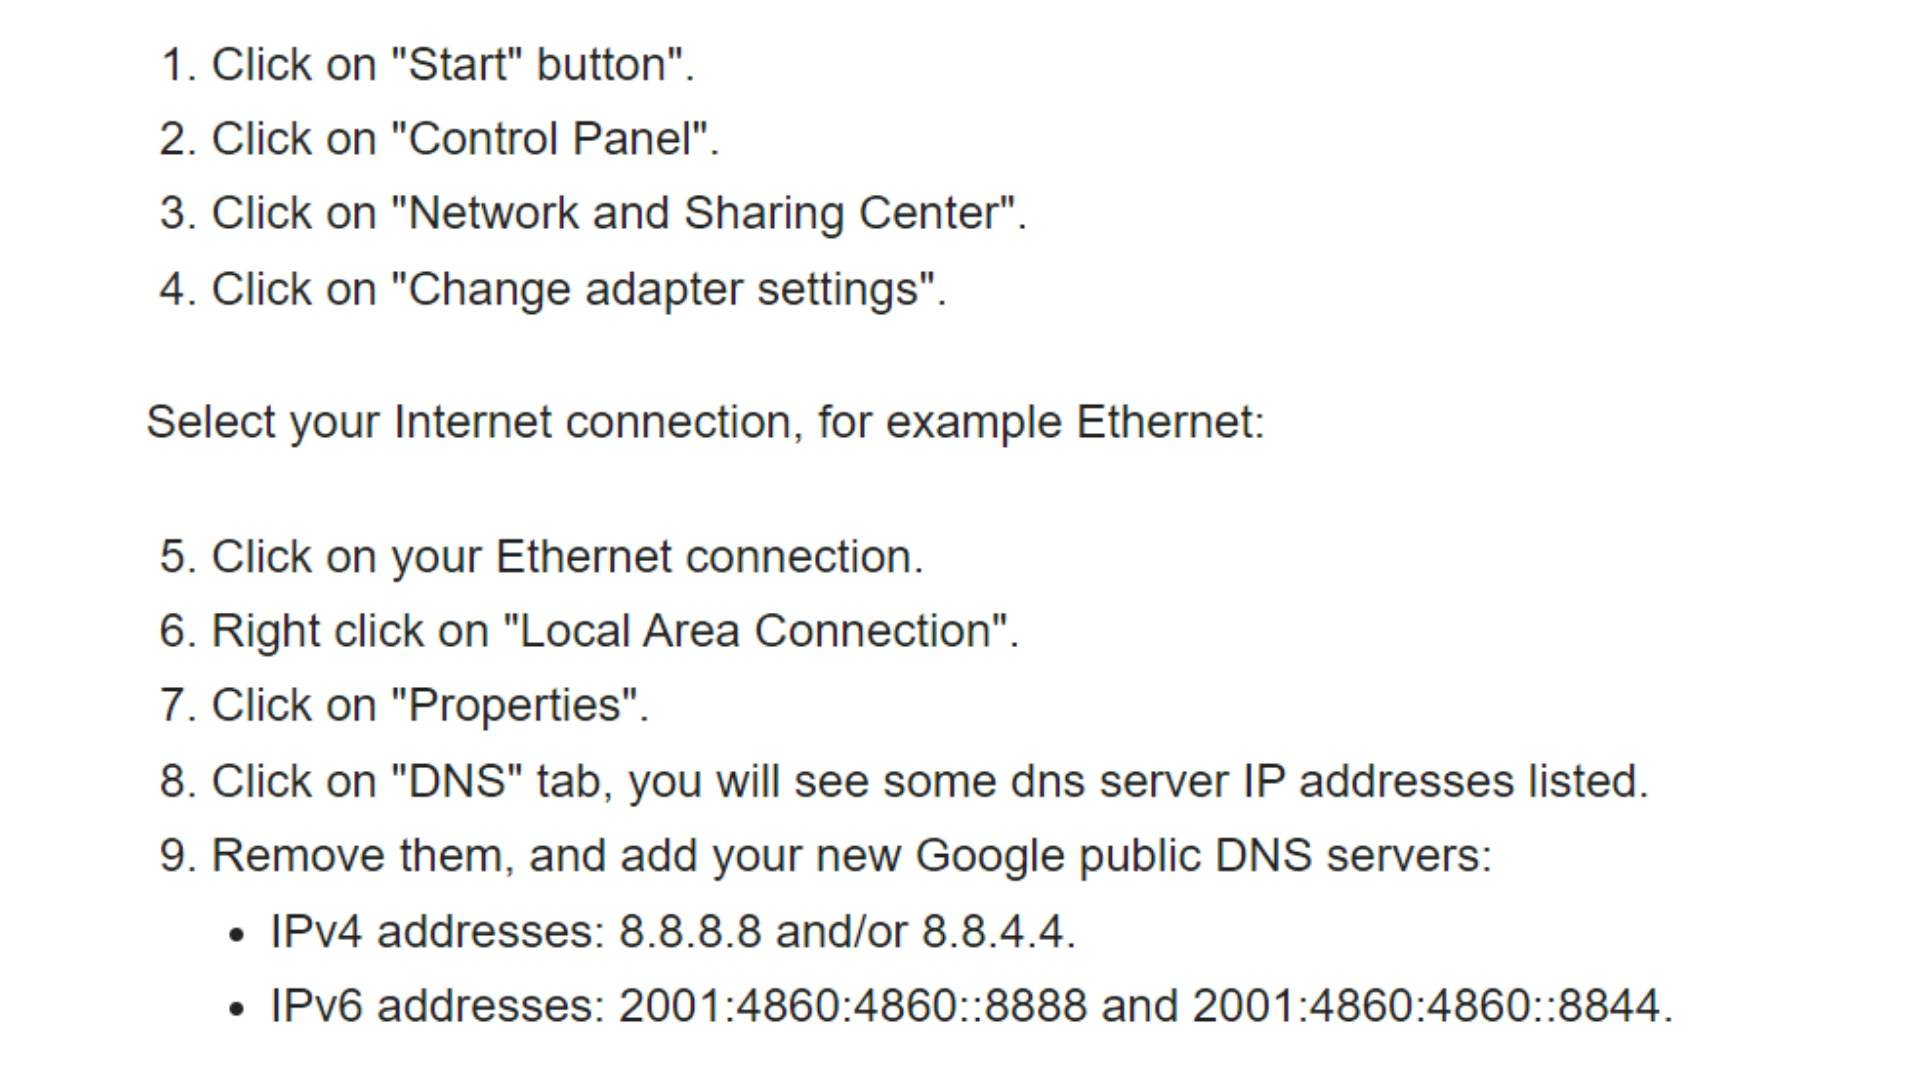 1. Click on "Start" button".
2. Click on "Control Panel".
3. Click on "Network and Sharing Center".
4. Click on "Change adapter settings".
Select your Internet connection, for example Ethernet:
5. Click on your Ethernet connection.
6. Right click on "Local Area Connection".
7. Click on "Properties".
8. Click on "DNS" tab, you will see some dns server IP addresses listed.
9. Remove them, and add your new Google public DNS servers:
• IPv4 addresses: 8.8.8.8 and/or 8.8.4.4.
• IPv6 addresses: 2001:4860:4860::8888 and 2001:4860:4860::8844.